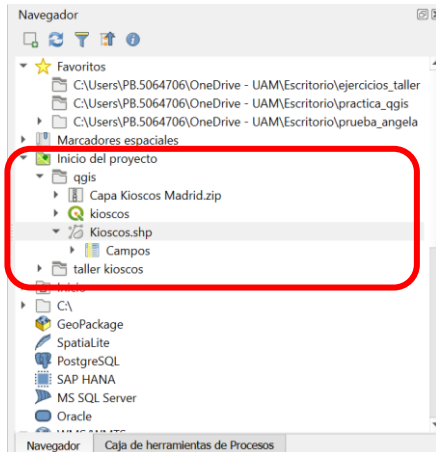 Navegador
Favoritos
C:\Users\PB.5064706\OneDrive - UAM\Escritorio\ejercicios_taller
C:\Users\PB.5064706\OneDrive - UAM\Escritorio\practica_qgis
C:\Users\PB.5064706\OneDrive - UAM\Escritorio\prueba_angela
Marcadores espaciales
Inicio del proyecto
qgis
Capa Kioscos Madrid.zip
kioscos
Kioscos.shp
Campos
taller kioscos
Inicio
C:\
GeoPackage
SpatiaLite
PostgreSQL
SAP HANA
MS SQL Server
Oracle
WMS/WMTS
Navegador Caja de herramientas de Procesos